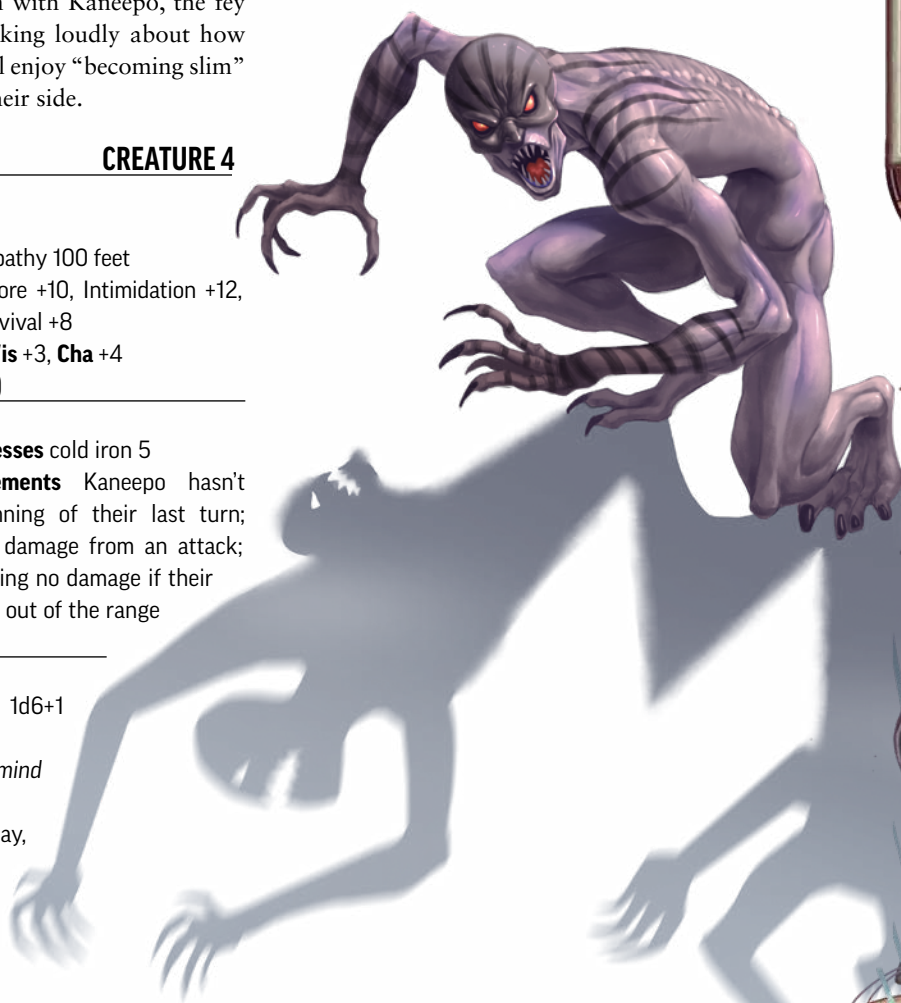 with Kaneepo, the fey
king loudly about how
enjoy “becoming slim”
heir side.
CREATURE 4
pathy 100 feet
ore +10, Intimidation +12,
vival +8
is +3, Cha +4
esses cold iron 5
ements Kaneepo hasn't
nning of their last turn;
damage from an attack;
ing no damage if their
out of the range
1d6+1
mind
ay,